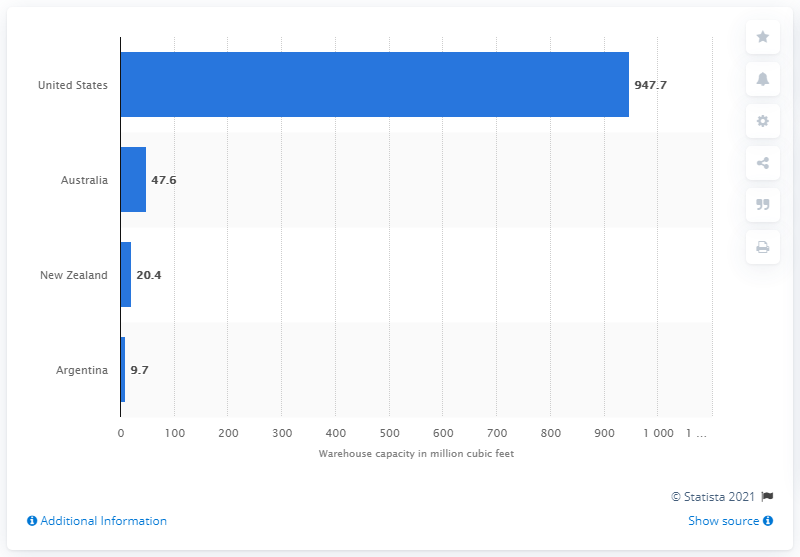 United States
947.7
Australia
47.6
New Zealand
20.4
Argentina
9.7
0 100 200 300 400 500 600 700 800 900 1 000 1 ...
Warehouse capacity in million cubic feet
© Statista 2021
Additional Information
Show source